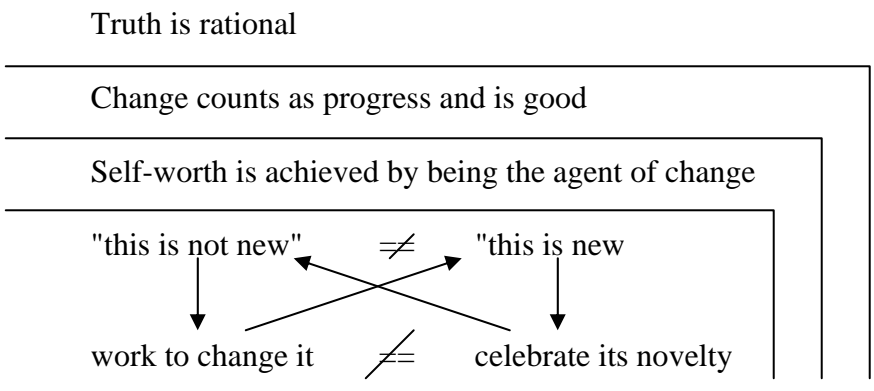 Truth is rational
Change counts as progress and is good
Self-worth is achieved by being the agent of change
"this is not new" ≠ "this is new
work to change it ≠ celebrate its novelty